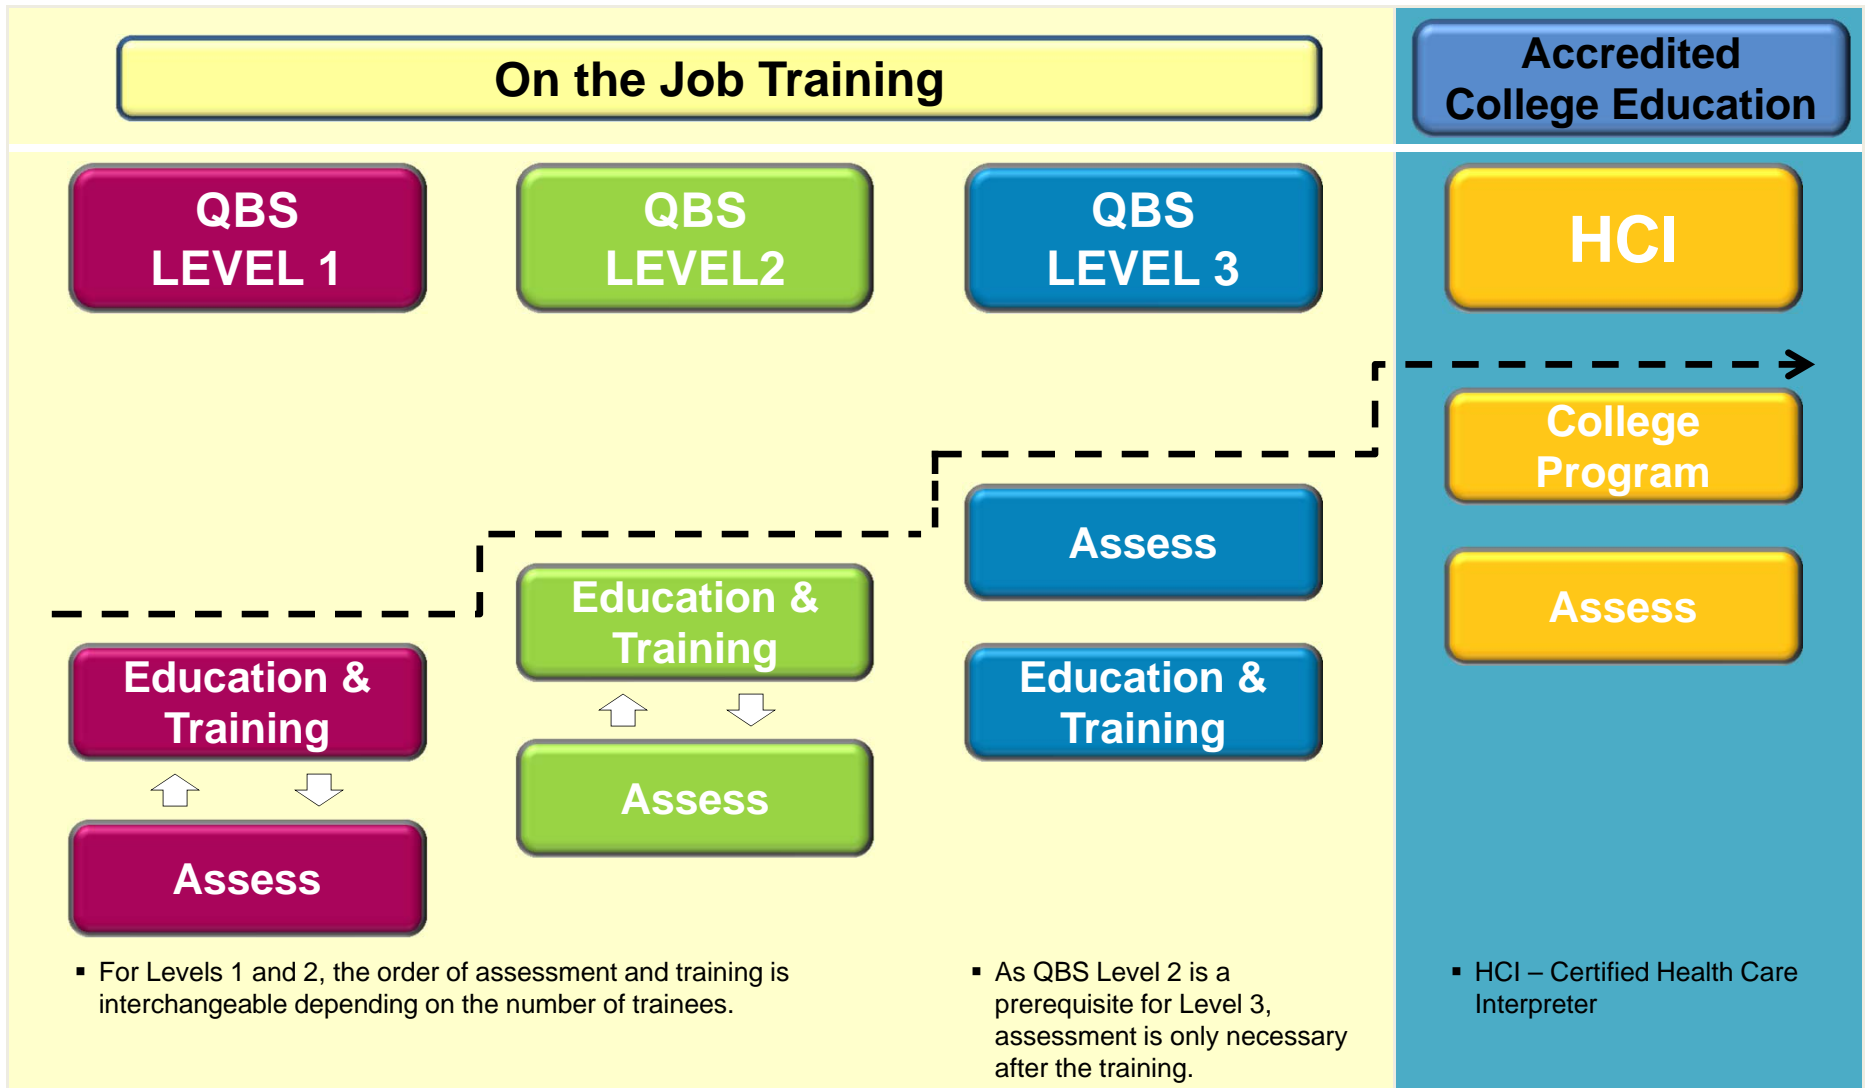 On the Job Training
Accredited
College Education
QBS
LEVEL 1
QBS
LEVEL2
QBS
LEVEL 3
HCI
Education &
Training
Assess
Education &
Training
Assess
Assess
Education &
Training
College
Program
Assess
▪ For Levels 1 and 2, the order of assessment and training is
interchangeable depending on the number of trainees.
▪ As QBS Level 2 is a
prerequisite for Level 3,
assessment is only necessary
after the training.
▪ HCI – Certified Health Care
Interpreter